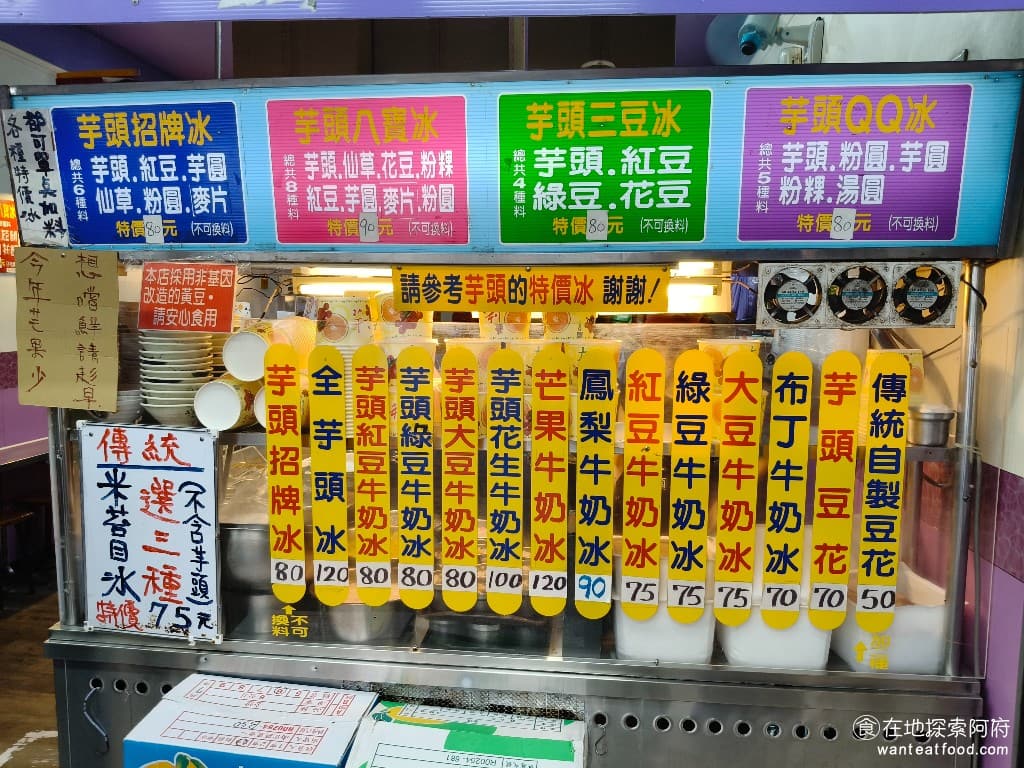 各種特價冰
都可單點加料
芋頭招牌冰
總共6種料
芋頭.紅豆.芋圓
仙草.粉圓.麥片
特價80元 (不可換料)
芋頭八寶冰
總共8種料
芋頭.仙草.花豆.粉粿
紅豆.芋圓.麥片.粉圓
特價90元 (不可換料)
芋頭三豆冰
總共4種料
芋頭.紅豆
綠豆.花豆
特價80元 (不可換料)
芋頭QQ冰
總共5種料
芋頭.粉圓.芋圓
粉粿.湯圓
特價80元 (不可換料)
想嚐鮮請趁早
今年芒果少
本店採用非基因
改造的黃豆。
請安心食用
請參考芋頭的特價冰 謝謝!
傳統
米苔目冰
選三種
(不含芋頭)
特價75元
芋頭招牌冰 80
不可換料
全芋頭冰 120
芋頭紅豆牛奶冰 80
芋頭綠豆牛奶冰 80
芋頭大豆牛奶冰 80
芋頭花生牛奶冰 100
芒果牛奶冰 120
鳳梨牛奶冰 90
紅豆牛奶冰 75
綠豆牛奶冰 75
大豆牛奶冰 75
布丁牛奶冰 70
芋頭豆花 70
傳統自製豆花 50
食在地探索阿府
wanteatfood.com